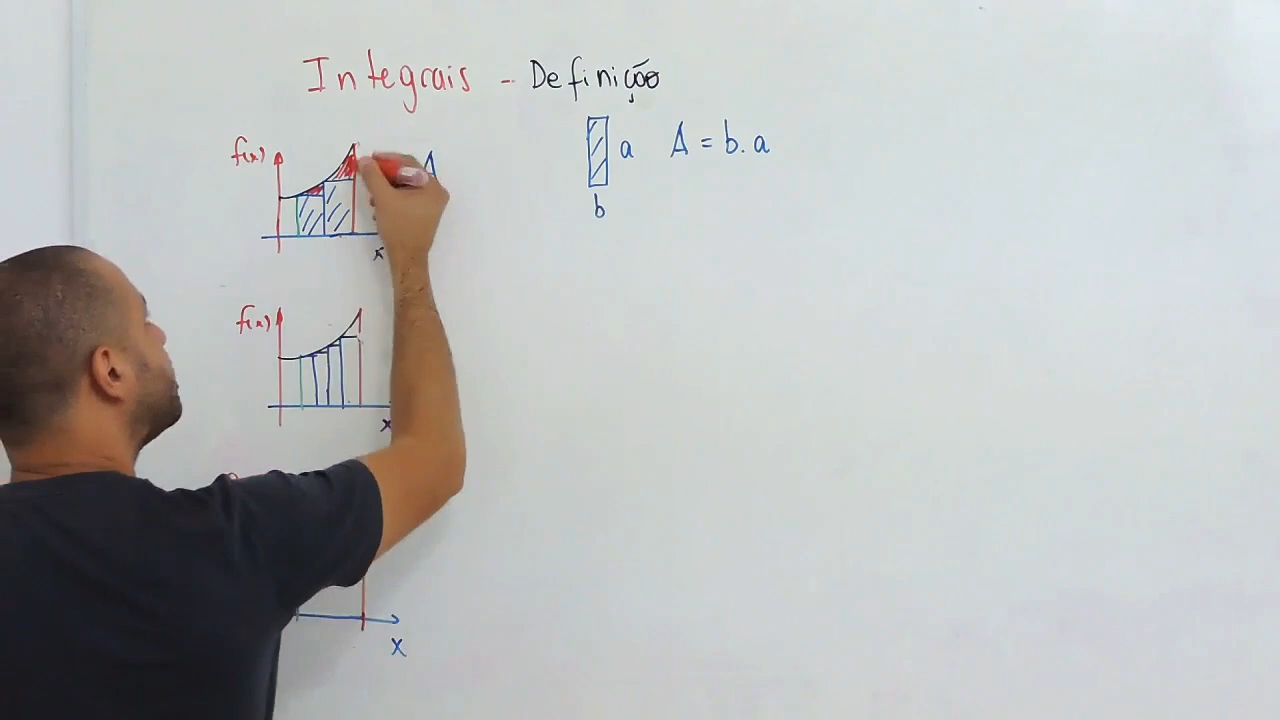 Integrais - Definição
f(x)
A
a A = b.a
b
x
f(x)
x
x